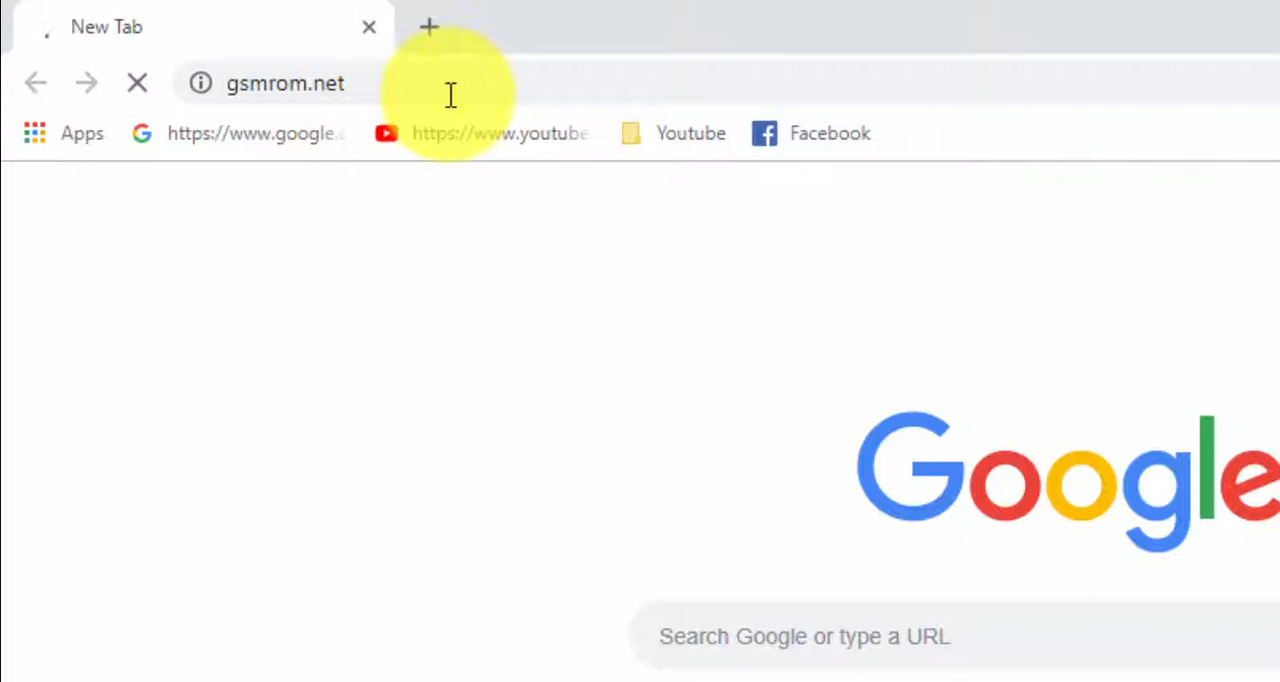 New Tab
gsmrom.net
Apps https://www.google. https://www.youtube Youtube Facebook
Google
Search Google or type a URL